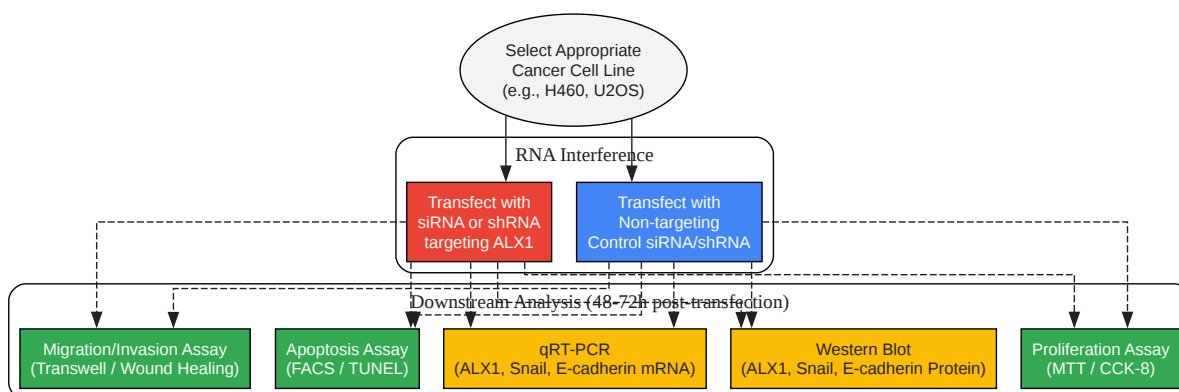 Select Appropriate
Cancer Cell Line
(e.g., H460, U2OS)
RNA Interference
Transfect with
siRNA or shRNA
targeting ALX1
Transfect with
Non-targeting
Control siRNA/shRNA
Downstream Analysis (48-72h post-transfection)
Migration/Invasion Assay
(Transwell / Wound Healing)
Apoptosis Assay
(FACS / TUNEL)
qRT-PCR
(ALX1, Snail, E-cadherin mRNA)
Western Blot
(ALX1, Snail, E-cadherin Protein)
Proliferation Assay
(MTT / CCK-8)